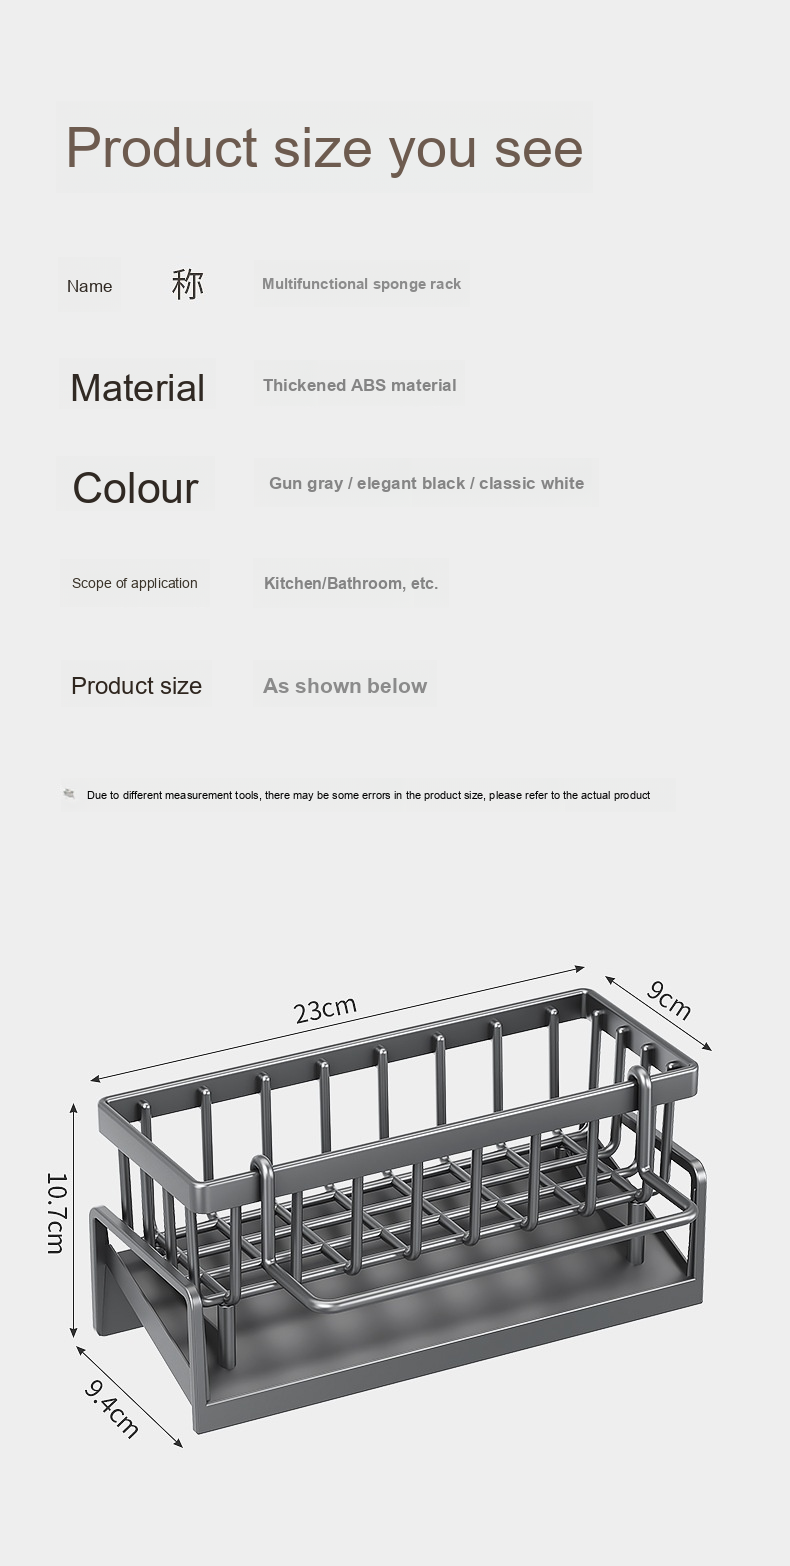 Product size you see
Name 称 Multifunctional sponge rack
Material Thickened ABS material
Colour Gun gray / elegant black / classic white
Scope of application Kitchen/Bathroom, etc.
Product size As shown below
Due to different measurement tools, there may be some errors in the product size, please refer to the actual product
23cm
9cm
10.7cm
9.4cm